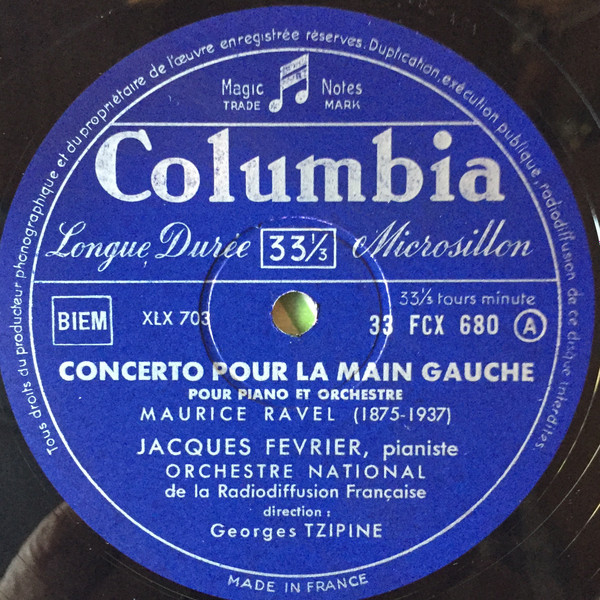 Tous droits du producteur phonographique et du propriétaire de l'œuvre enregistrée réservés. Duplication, exécution publique, radiodiffusion de ce disque interdites.
Magic Notes
TRADE MARK
Columbia
Longue Durée 33⅓ Microsillon
33⅓ tours minute
BIEM XLX 703 33 FCX 680 A
CONCERTO POUR LA MAIN GAUCHE
POUR PIANO ET ORCHESTRE
MAURICE RAVEL (1875-1937)
JACQUES FEVRIER, pianiste
ORCHESTRE NATIONAL
de la Radiodiffusion Française
direction :
Georges TZIPINE
MADE IN FRANCE